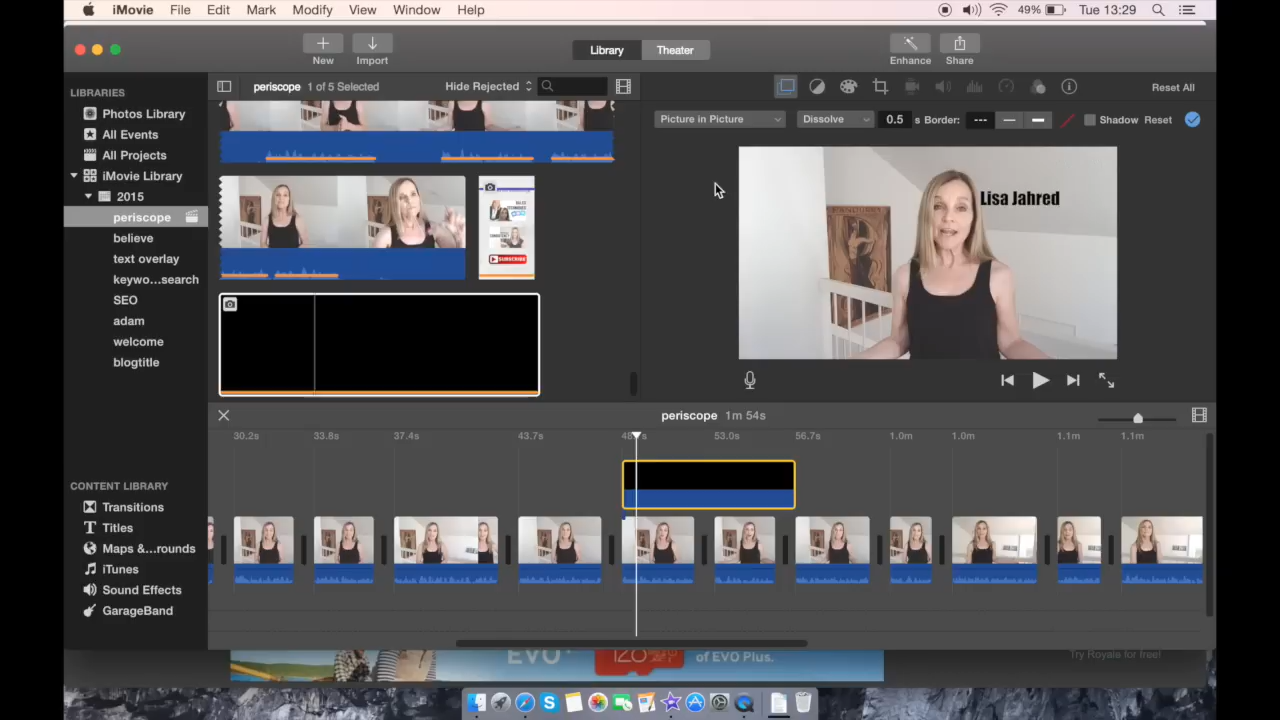 iMovie File Edit Mark Modify View Window Help 49% Tue 13:29
New Import Library Theater Enhance Share
LIBRARIES
Photos Library
All Events
All Projects
iMovie Library
2015
periscope
believe
text overlay
keywo...search
SEO
adam
welcome
blogtitle
CONTENT LIBRARY
Transitions
T Titles
Maps &...rounds
iTunes
Sound Effects
GarageBand
periscope 1 of 5 Selected Hide Rejected
SUBSCRIBE
Reset All
Picture in Picture Dissolve 0.5 s Border: Shadow Reset
Lisa Jahred
periscope 1m 54s
30.2s 33.8s 37.4s 43.7s 53.0s 56.7s 1.0m 1.0m 1.1m 1.1m
EVO+ of EVO Plus. Try Royale for free!